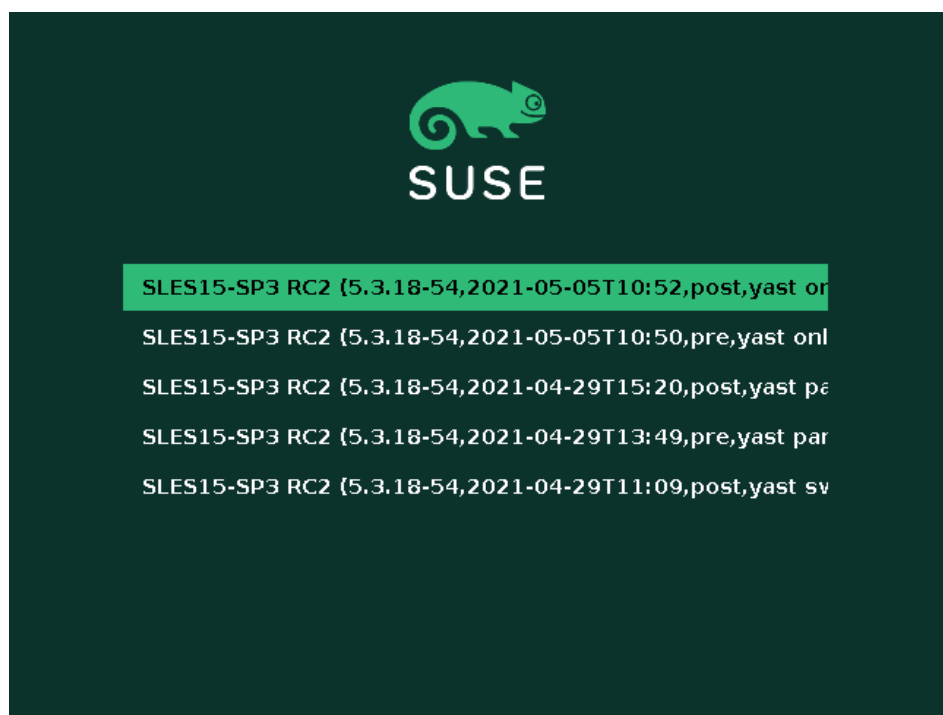 SUSE
SLES15-SP3 RC2 (5.3.18-54,2021-05-05T10:52,post,yast
SLES15-SP3 RC2 (5.3.18-54,2021-05-05T10:50,pre,yast onl
SLES15-SP3 RC2 (5.3.18-54,2021-04-29T15:20,post,yast
SLES15-SP3 RC2 (5.3.18-54,2021-04-29T13:49,pre,yast par
SLES15-SP3 RC2 (5.3.18-54,2021-04-29T11:09,post,yast